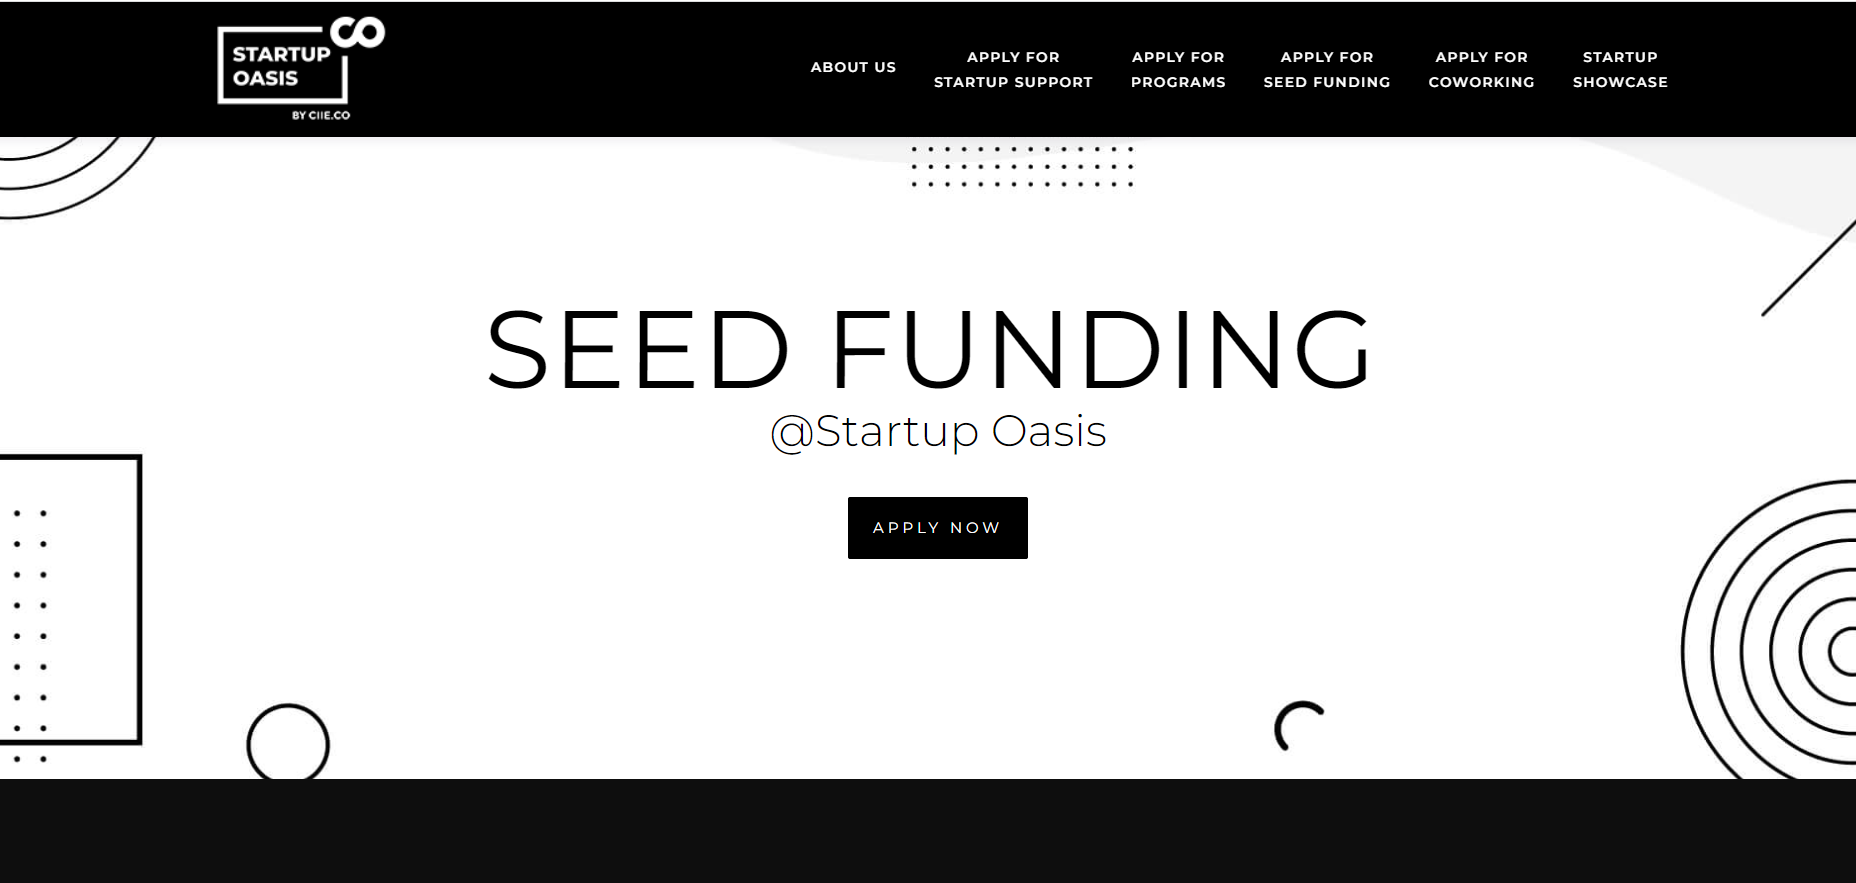 STARTUP
OASIS
BY CIIE.CO
ABOUT US
APPLY FOR
STARTUP SUPPORT
APPLY FOR
PROGRAMS
APPLY FOR
SEED FUNDING
APPLY FOR
COWORKING
STARTUP
SHOWCASE
SEED FUNDING
@Startup Oasis
APPLY NOW